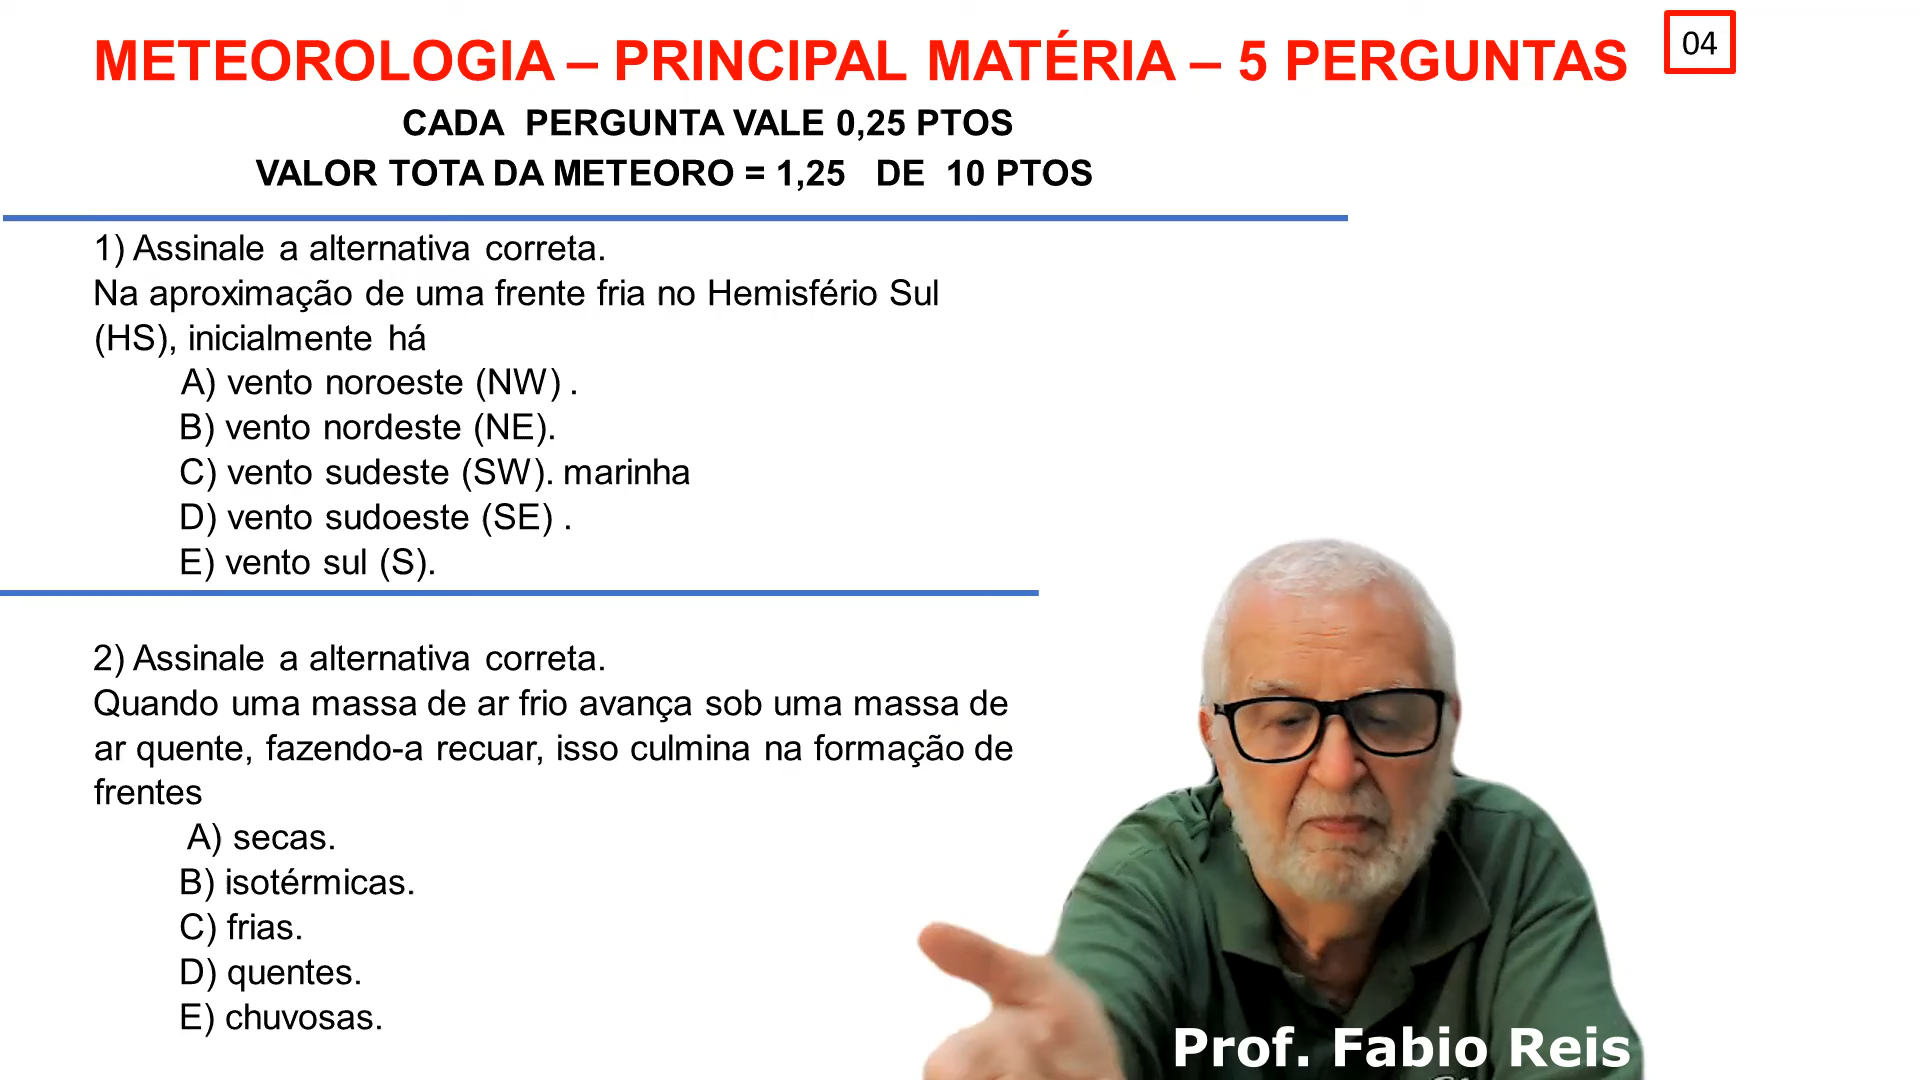 METEOROLOGIA – PRINCIPAL MATÉRIA – 5 PERGUNTAS
04
CADA PERGUNTA VALE 0,25 PTOS
VALOR TOTA DA METEORO = 1,25 DE 10 PTOS
1) Assinale a alternativa correta.
Na aproximação de uma frente fria no Hemisfério Sul
(HS), inicialmente há
A) vento noroeste (NW) .
B) vento nordeste (NE).
C) vento sudeste (SW). marinha
D) vento sudoeste (SE) .
E) vento sul (S).
2) Assinale a alternativa correta.
Quando uma massa de ar frio avança sob uma massa de
ar quente, fazendo-a recuar, isso culmina na formação de
frentes
A) secas.
B) isotérmicas.
C) frias.
D) quentes.
E) chuvosas.
Prof. Fabio Reis